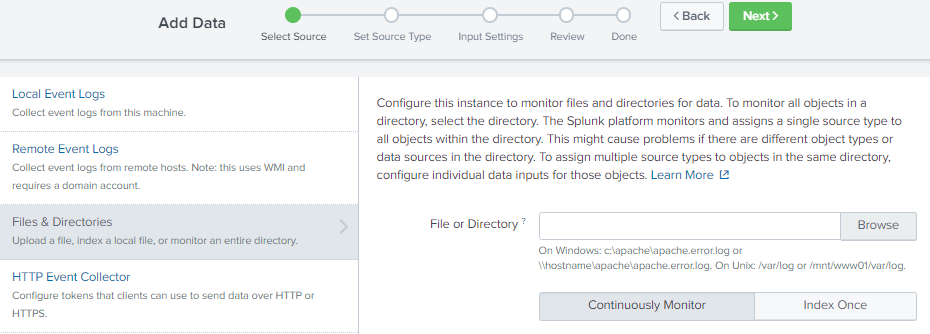 Add Data
Select Source
Set Source Type
Input Settings
Review
Done
< Back
Next >
Local Event Logs
Collect event logs from this machine.
Remote Event Logs
Collect event logs from remote hosts. Note: this uses WMI and
requires a domain account.
Files & Directories
Upload a file, index a local file, or monitor an entire directory.
HTTP Event Collector
Configure tokens that clients can use to send data over HTTP or
HTTPS.
Configure this instance to monitor files and directories for data. To monitor all objects in a
directory, select the directory. The Splunk platform monitors and assigns a single source type to
all objects within the directory. This might cause problems if there are different object types or
data sources in the directory. To assign multiple source types to objects in the same directory,
configure individual data inputs for those objects. Learn More
File or Directory ?
Browse
On Windows: c:\apache\apache.error.log or
\\hostname\apache\apache.error.log. On Unix: /var/log or /mnt/www01/var/log.
Continuously Monitor
Index Once